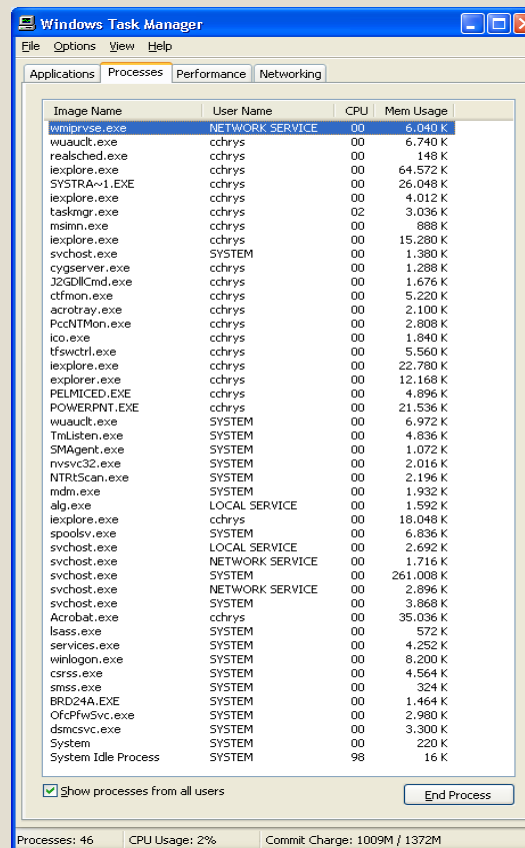 Windows Task Manager
File Options View Help
Applications Processes Performance Networking
Image Name User Name CPU Mem Usage
wmiprvse.exe NETWORK SERVICE 00 6.040 K
wuauclt.exe cchrys 00 6.740 K
realsched.exe cchrys 00 148 K
iexplore.exe cchrys 00 64.572 K
SYSTRA~1.EXE cchrys 00 26.048 K
iexplore.exe cchrys 00 4.012 K
taskmgr.exe cchrys 02 3.036 K
msimn.exe cchrys 00 888 K
iexplore.exe cchrys 00 15.280 K
svchost.exe SYSTEM 00 1.380 K
cygserver.exe cchrys 00 1.288 K
J2GDllCmd.exe cchrys 00 1.676 K
ctfmon.exe cchrys 00 5.220 K
acrotray.exe cchrys 00 2.100 K
PccNTMon.exe cchrys 00 2.808 K
ico.exe cchrys 00 1.840 K
tfswctrl.exe cchrys 00 5.560 K
iexplore.exe cchrys 00 22.780 K
explorer.exe cchrys 00 12.168 K
PELMICED.EXE cchrys 00 4.896 K
POWERPNT.EXE cchrys 00 21.536 K
wuauclt.exe SYSTEM 00 6.972 K
TmListen.exe SYSTEM 00 4.836 K
SMAgent.exe SYSTEM 00 1.072 K
nvsvc32.exe SYSTEM 00 2.016 K
NTRtScan.exe SYSTEM 00 2.196 K
mdm.exe SYSTEM 00 1.932 K
alg.exe LOCAL SERVICE 00 1.592 K
iexplore.exe cchrys 00 18.048 K
spoolsv.exe SYSTEM 00 6.836 K
svchost.exe LOCAL SERVICE 00 2.692 K
svchost.exe NETWORK SERVICE 00 1.716 K
svchost.exe SYSTEM 00 261.008 K
svchost.exe NETWORK SERVICE 00 2.896 K
svchost.exe SYSTEM 00 3.868 K
Acrobat.exe cchrys 00 35.036 K
lsass.exe SYSTEM 00 572 K
services.exe SYSTEM 00 4.252 K
winlogon.exe SYSTEM 00 8.200 K
csrss.exe SYSTEM 00 4.564 K
smss.exe SYSTEM 00 324 K
BRD24A.EXE SYSTEM 00 1.464 K
OfcPfwSvc.exe SYSTEM 00 2.980 K
dsmcsvc.exe SYSTEM 00 3.300 K
System SYSTEM 00 220 K
System Idle Process SYSTEM 98 16 K
Show processes from all users End Process
Processes: 46 CPU Usage: 2% Commit Charge: 1009M / 1372M